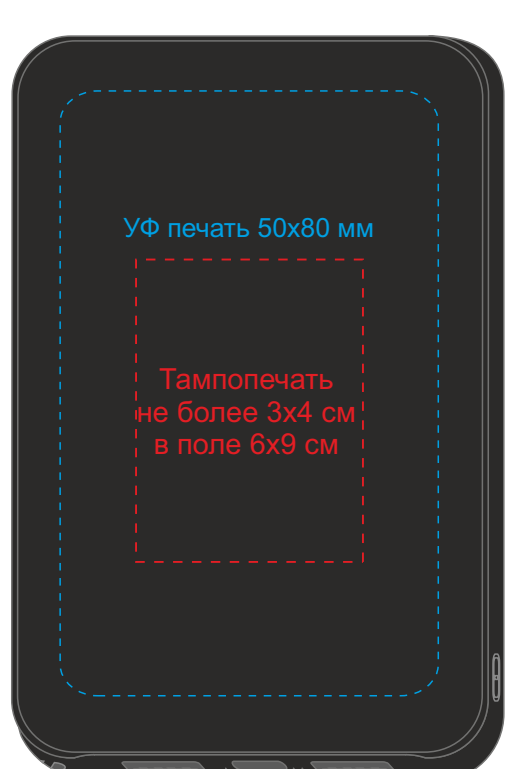 УФ печать 50х80 мм
Тампопечать
не более 3х4 см
в поле 6х9 см